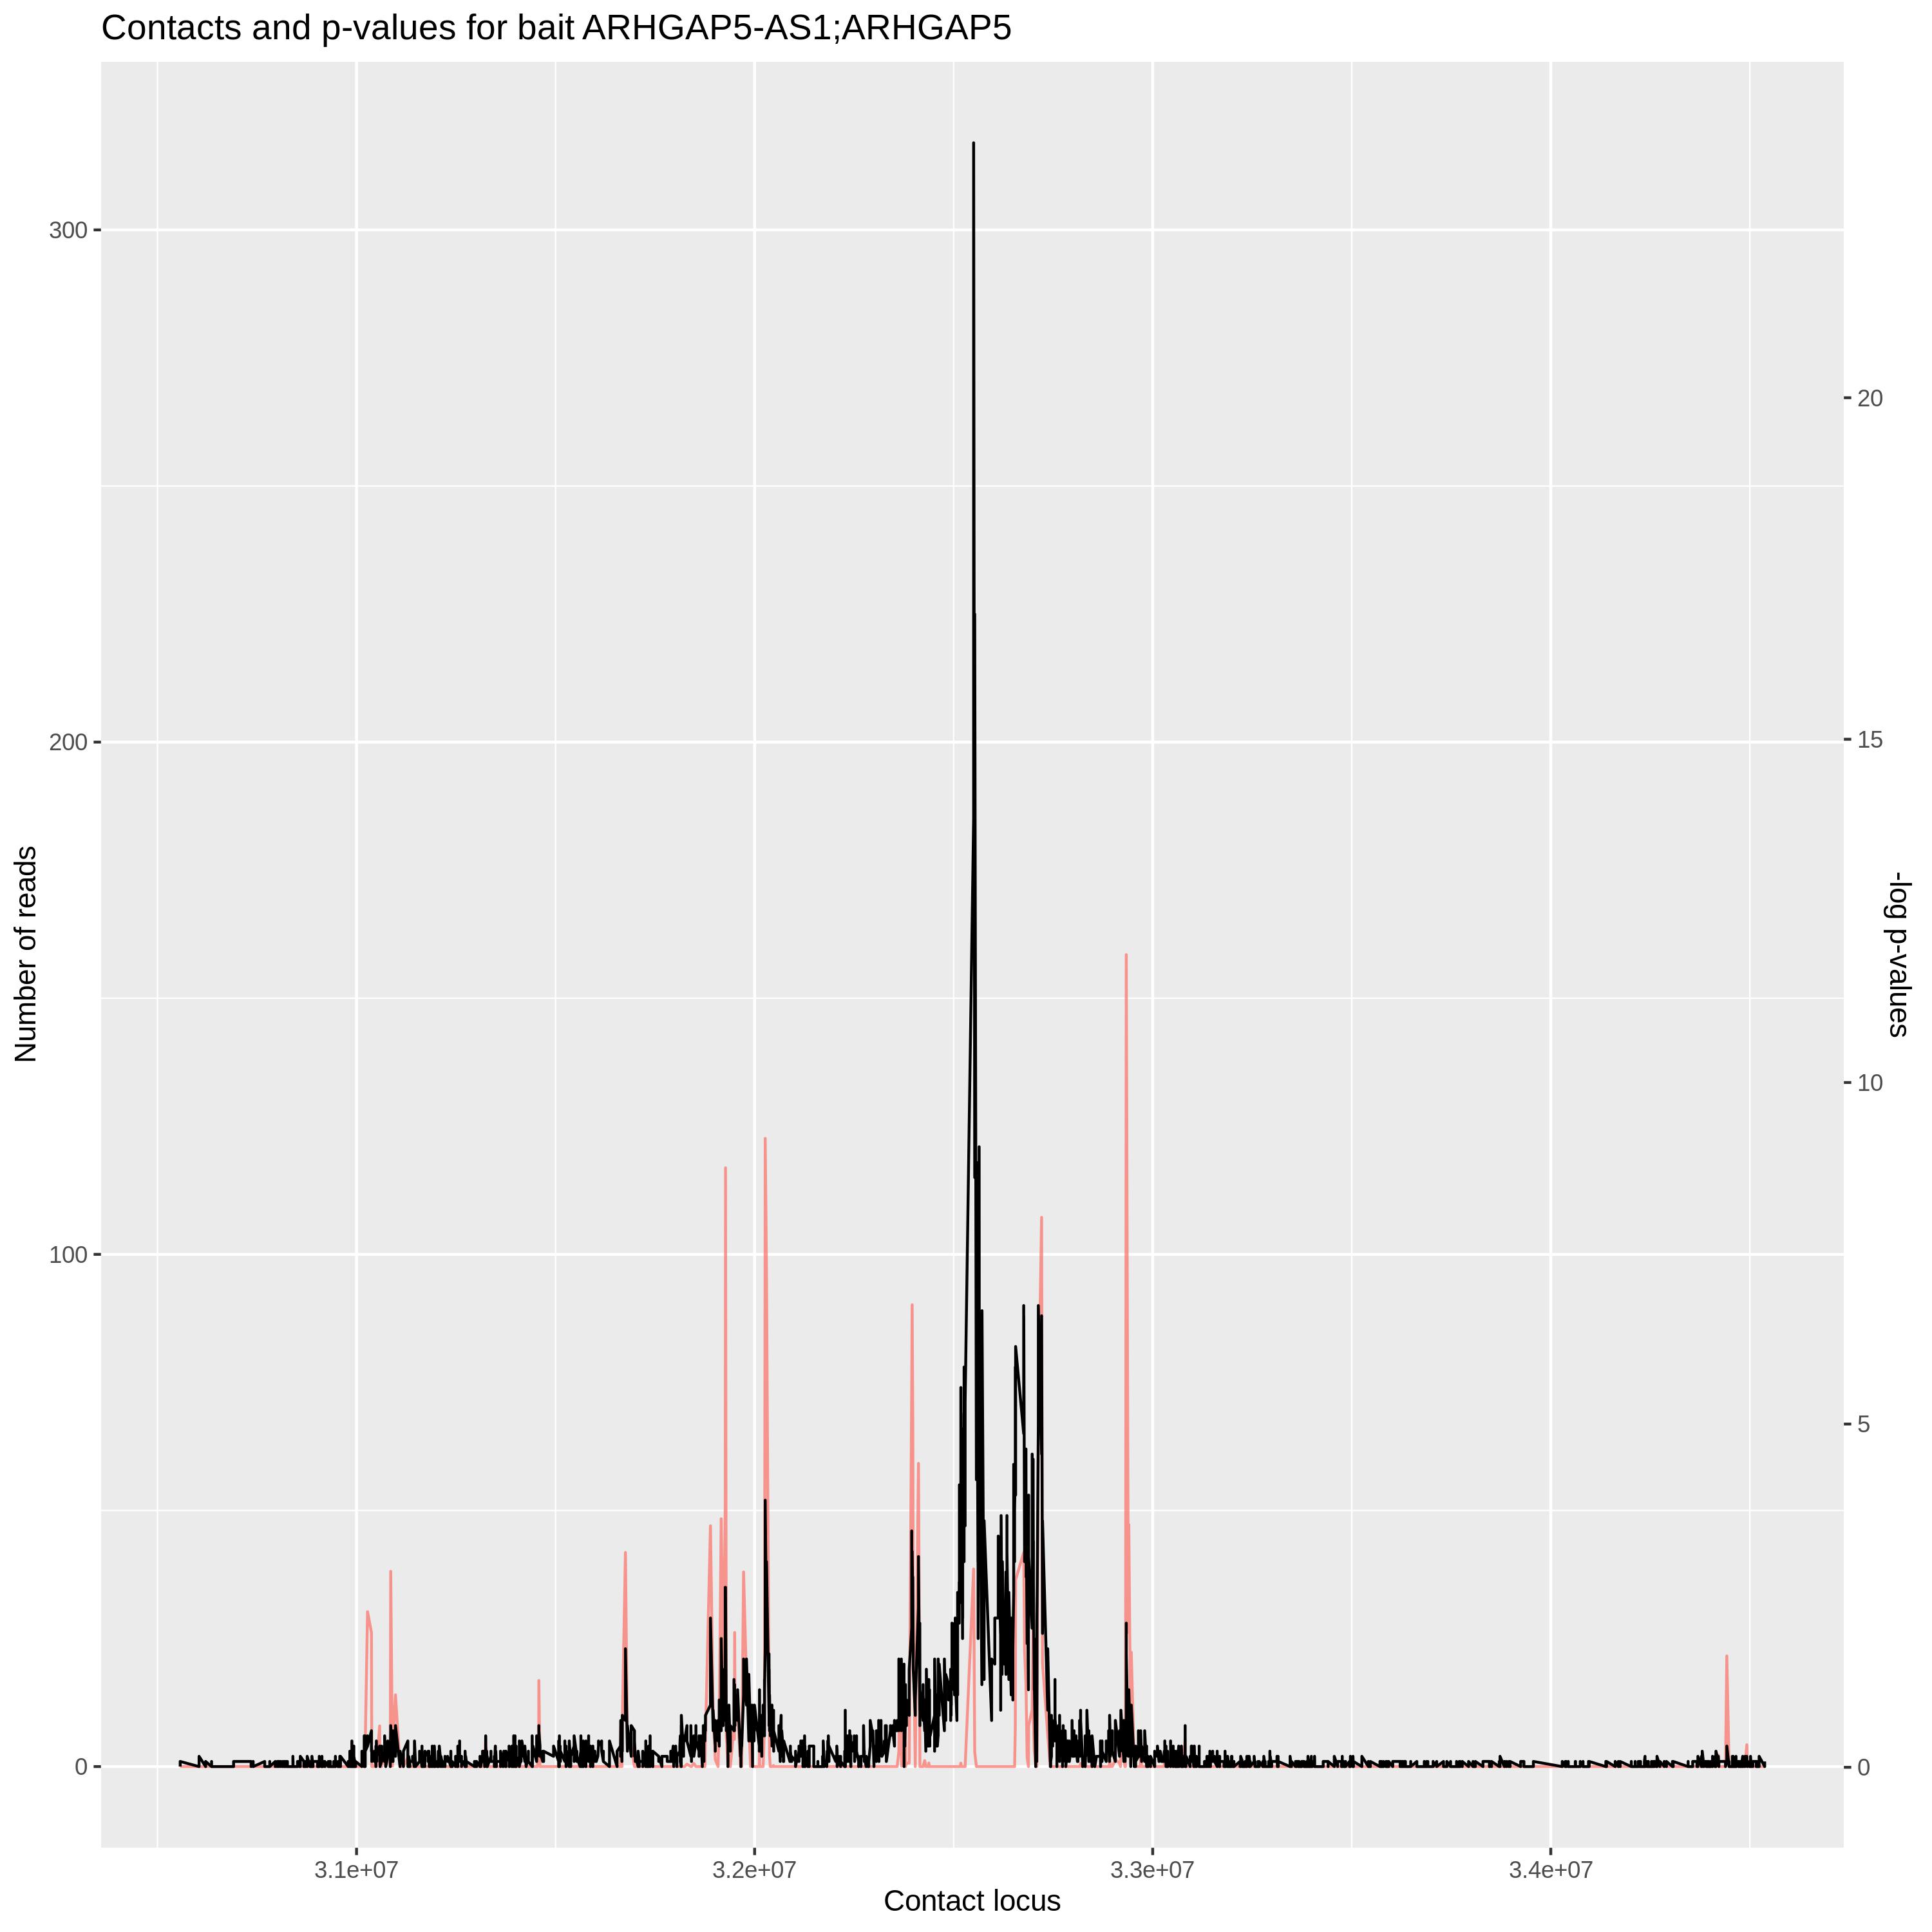 Contacts and p-values for bait ARHGAP5-AS1;ARHGAP5
300
200
100
0
Number of reads
20
15
10
5
0
-log p-values
3.1e+07 3.2e+07 3.3e+07 3.4e+07
Contact locus